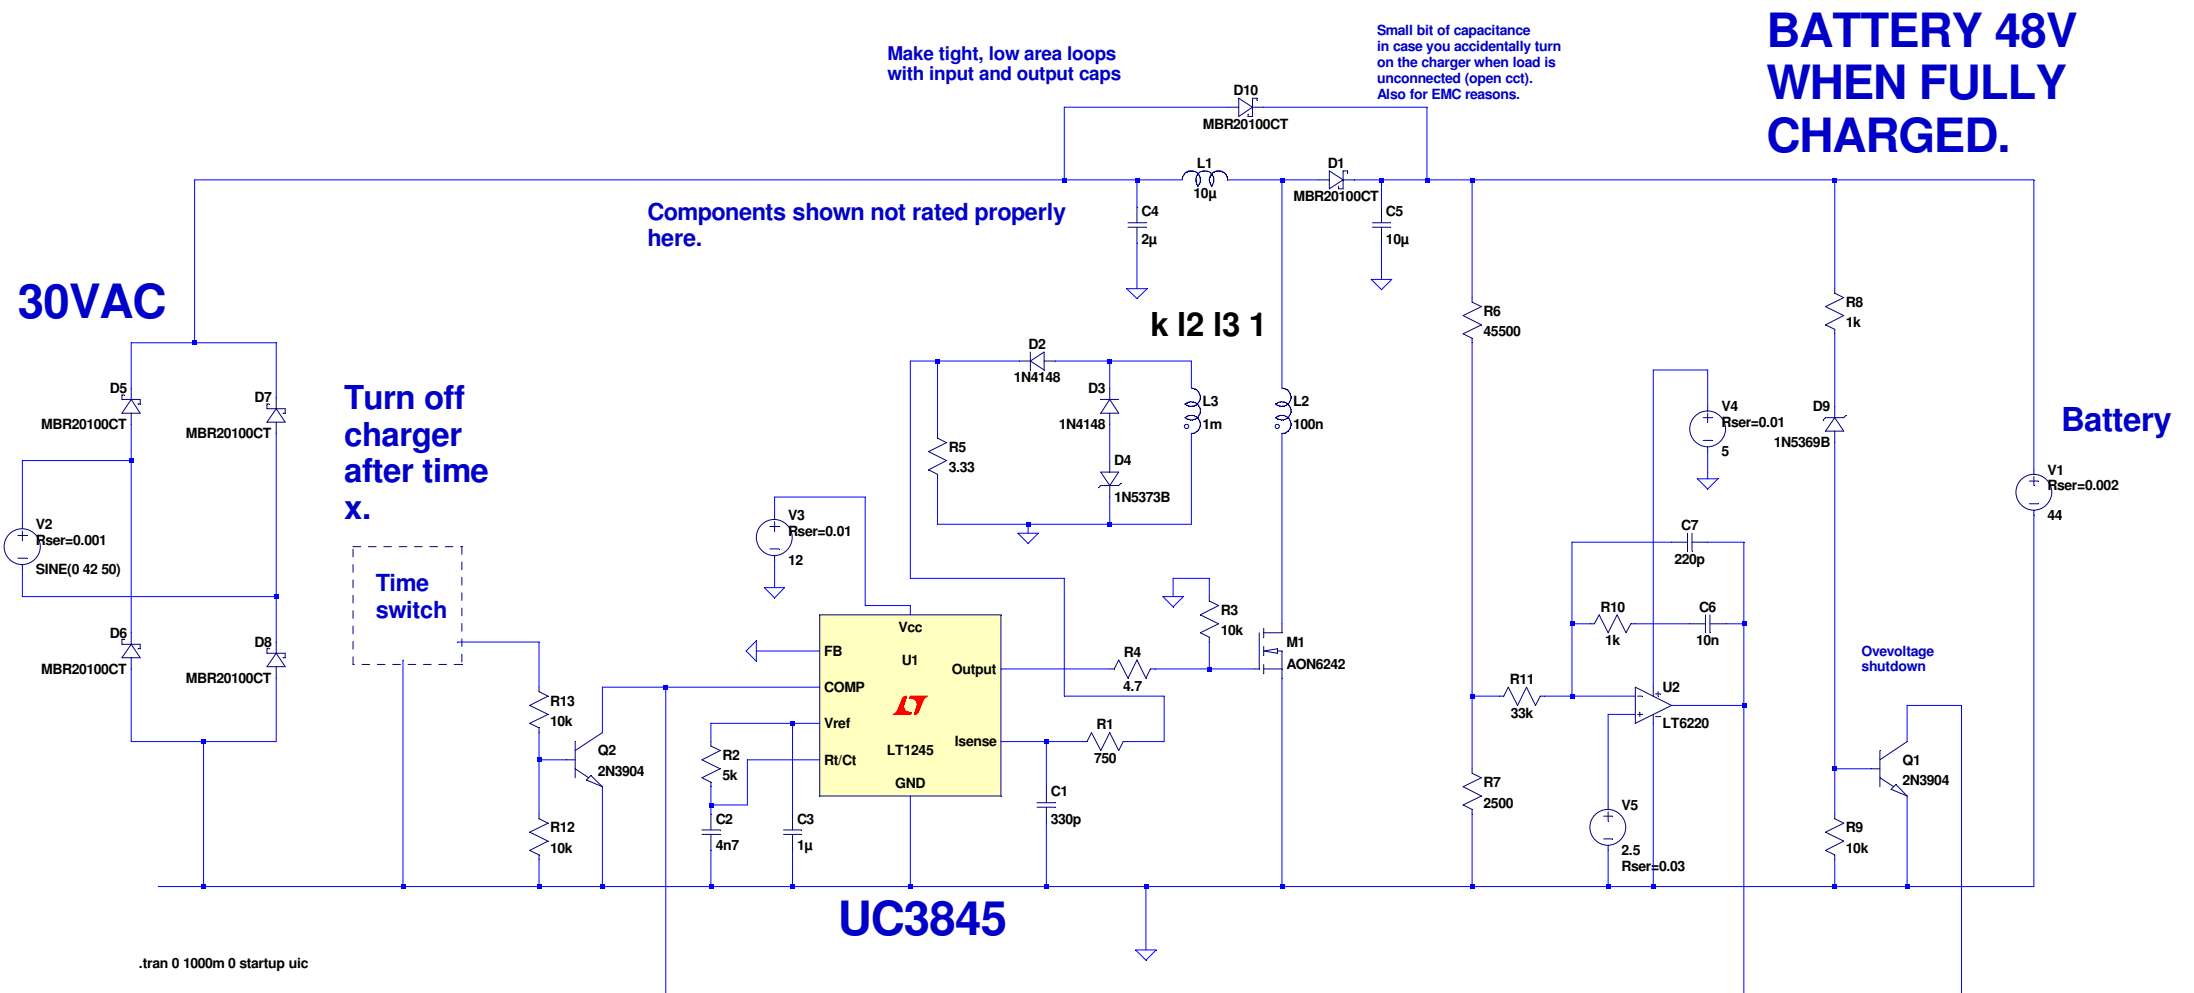 BATTERY 48V
WHEN FULLY
CHARGED.
Small bit of capacitance
in case you accidentally turn
on the charger when load is
unconnected (open cct).
Also for EMC reasons.
Make tight, low area loops
with input and output caps
D10
MBR20100CT
L1
10µ
D1
MBR20100CT
C4
2µ
C5
10µ
Components shown not rated properly
here.
30VAC
k l2 l3 1
R6
45500
R8
1k
D2
1N4148
D3
1N4148
L3
1m
L2
100n
D5
MBR20100CT
D7
MBR20100CT
Turn off
charger
after time
x.
V4
Rser=0.01
5
D9
1N5369B
Battery
R5
3.33
D4
1N5373B
V1
Rser=0.002
44
V2
Rser=0.001
SINE(0 42 50)
V3
Rser=0.01
12
C7
220p
Time
switch
R10
1k
C6
10n
R3
10k
D6
MBR20100CT
D8
MBR20100CT
Vcc
FB
U1
COMP
Output
Vref
LT1245
Isense
Rt/Ct
GND
R4
4.7
M1
AON6242
Ovevoltage
shutdown
R11
33k
U2
LT6220
R13
10k
Q2
2N3904
R2
5k
R1
750
Q1
2N3904
R7
2500
C2
4n7
C3
1µ
C1
330p
V5
2.5
Rser=0.03
R12
10k
R9
10k
UC3845
.tran 0 1000m 0 startup uic